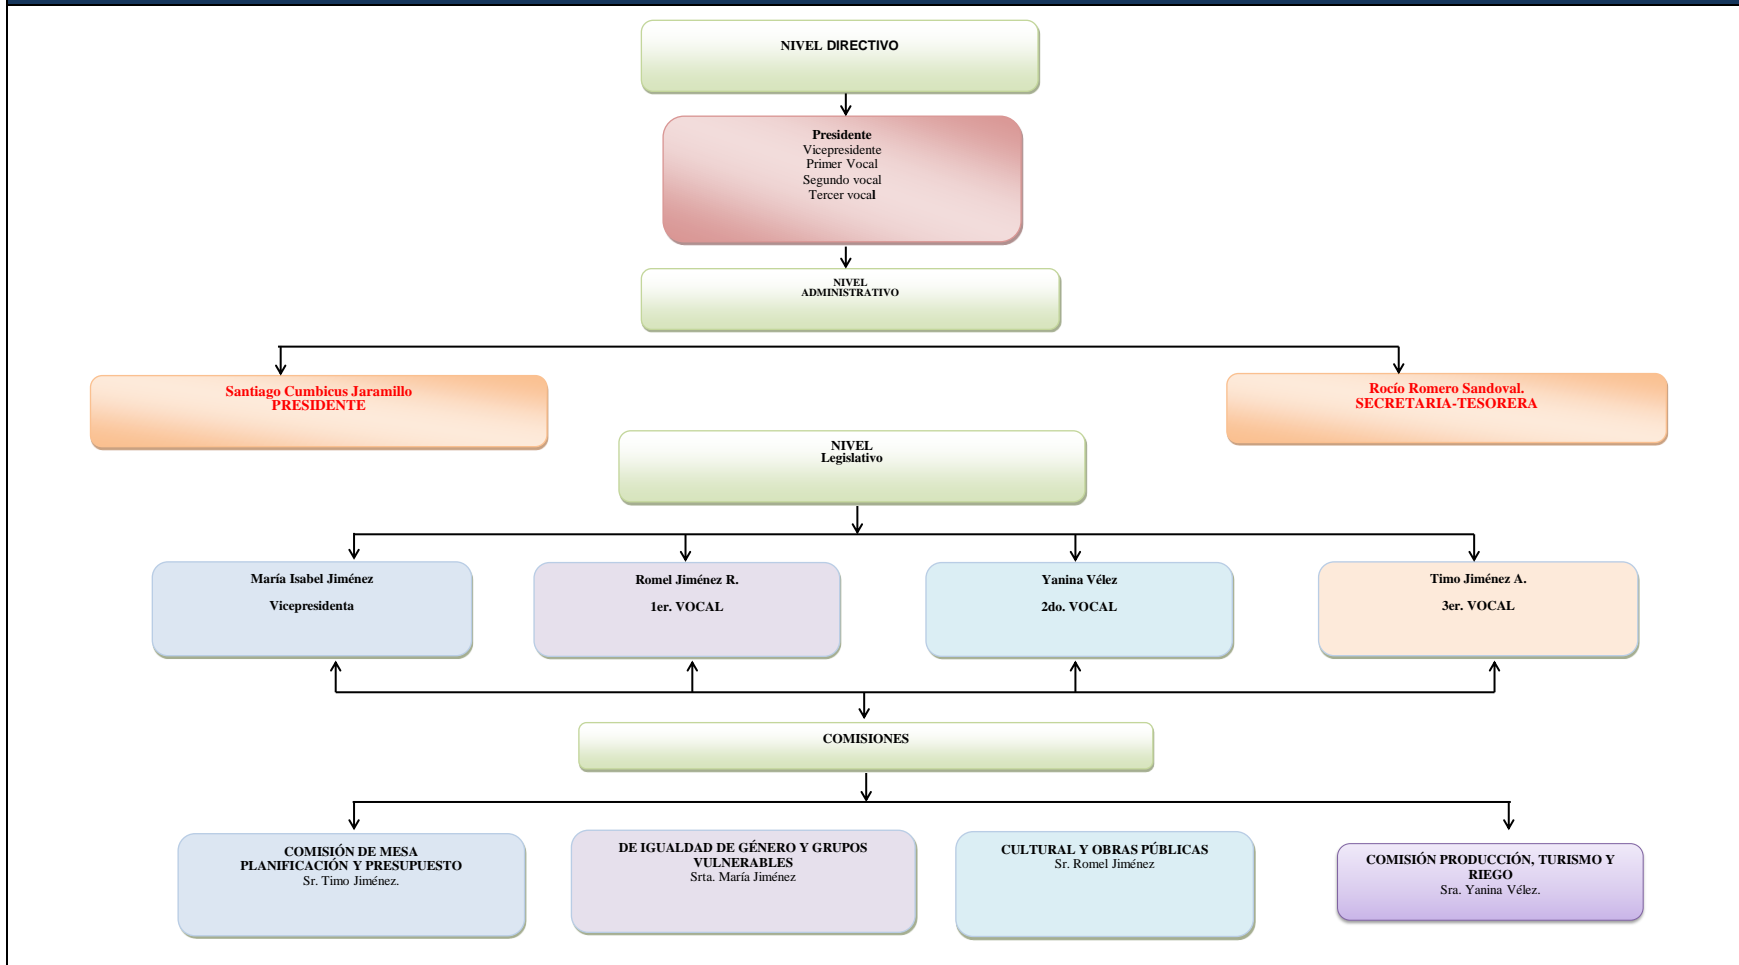 NIVEL DIRECTIVO
Presidente
Vicepresidente
Primer Vocal
Segundo vocal
Tercer vocal
NIVEL
ADMINISTRATIVO
Santiago Cumbicus Jaramillo
PRESIDENTE
Rocío Romero Sandoval.
SECRETARIA-TESORERA
NIVEL
Legislativo
María Isabel Jiménez
Vicepresidenta
Romel Jiménez R.
1er. VOCAL
Yanina Vélez
2do. VOCAL
Timo Jiménez A.
3er. VOCAL
COMISIONES
COMISIÓN DE MESA
PLANIFICACIÓN Y PRESUPUESTO
Sr. Timo Jiménez.
DE IGUALDAD DE GÉNERO Y GRUPOS
VULNERABLES
Srta. María Jiménez
CULTURAL Y OBRAS PÚBLICAS
Sr. Romel Jiménez
COMISIÓN PRODUCCIÓN, TURISMO Y
RIEGO
Sra. Yanina Vélez.